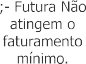 ;- Futura Não
atingem o
faturamento
mínimo.